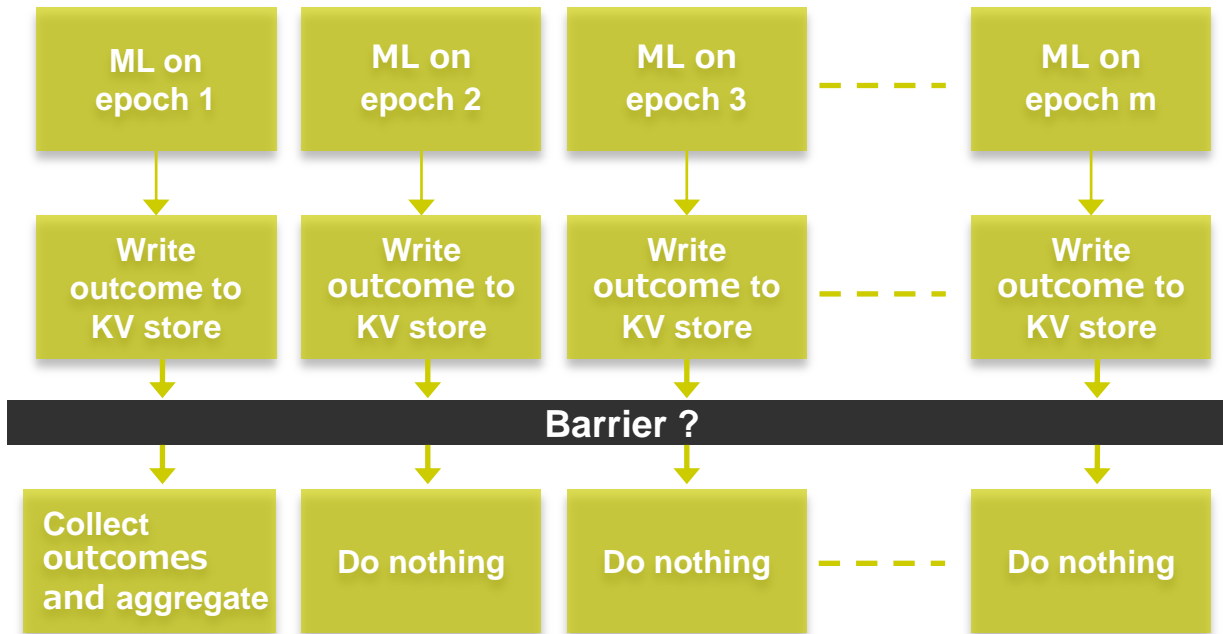 ML on
epoch 1
ML on
epoch 2
ML on
epoch 3
ML on
epoch m
Write
outcome to
KV store
Write
outcome to
KV store
Write
outcome to
KV store
Write
outcome to
KV store
Barrier ?
Collect
outcomes
and aggregate
Do nothing
Do nothing
Do nothing